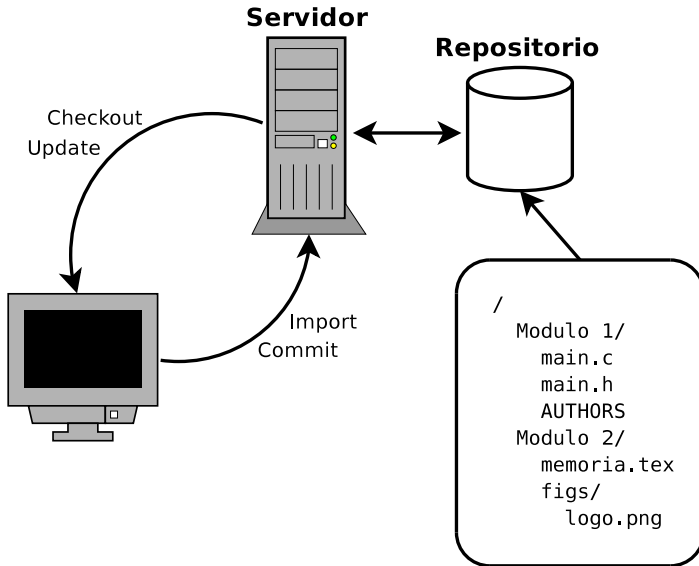 Servidor
Repositorio
Checkout
Update
Import
Commit
/
Modulo 1/
main.c
main.h
AUTHORS
Modulo 2/
memoria.tex
figs/
logo.png